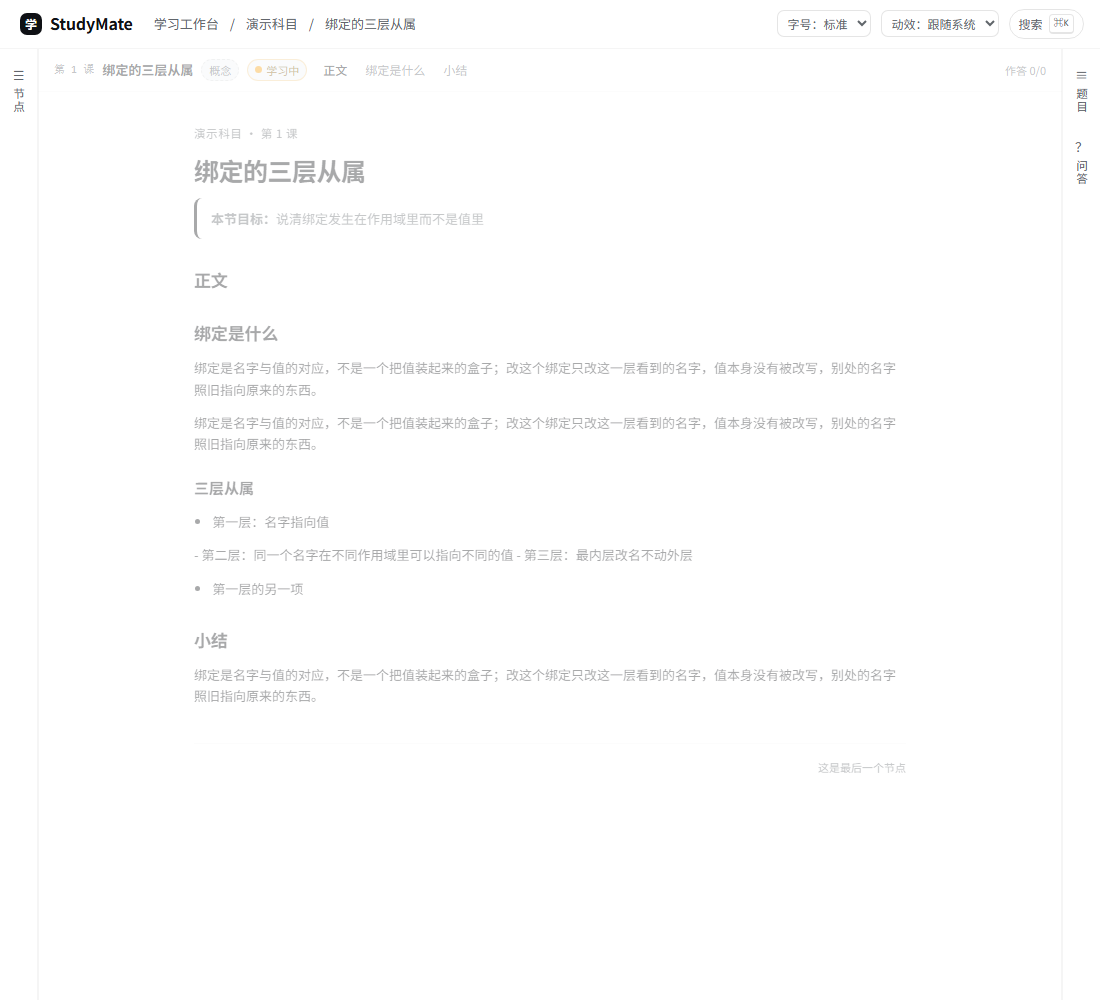 学 StudyMate 学习工作台 / 演示科目 / 绑定的三层从属 字号：标准 动效：跟随系统 搜索 ⌘K
☰ 节点
第 1 课 绑定的三层从属 概念 学习中 正文 绑定是什么 小结 作答 0/0
≡ 题目
? 问答
演示科目 · 第 1 课
绑定的三层从属
本节目标：说清绑定发生在作用域里而不是值里
正文
绑定是什么
绑定是名字与值的对应，不是一个把值装起来的盒子；改这个绑定只改这一层看到的名字，值本身没有被改写，别处的名字
照旧指向原来的东西。
绑定是名字与值的对应，不是一个把值装起来的盒子；改这个绑定只改这一层看到的名字，值本身没有被改写，别处的名字
照旧指向原来的东西。
三层从属
• 第一层：名字指向值
- 第二层：同一个名字在不同作用域里可以指向不同的值 - 第三层：最内层改名不动外层
• 第一层的另一项
小结
绑定是名字与值的对应，不是一个把值装起来的盒子；改这个绑定只改这一层看到的名字，值本身没有被改写，别处的名字
照旧指向原来的东西。
这是最后一个节点